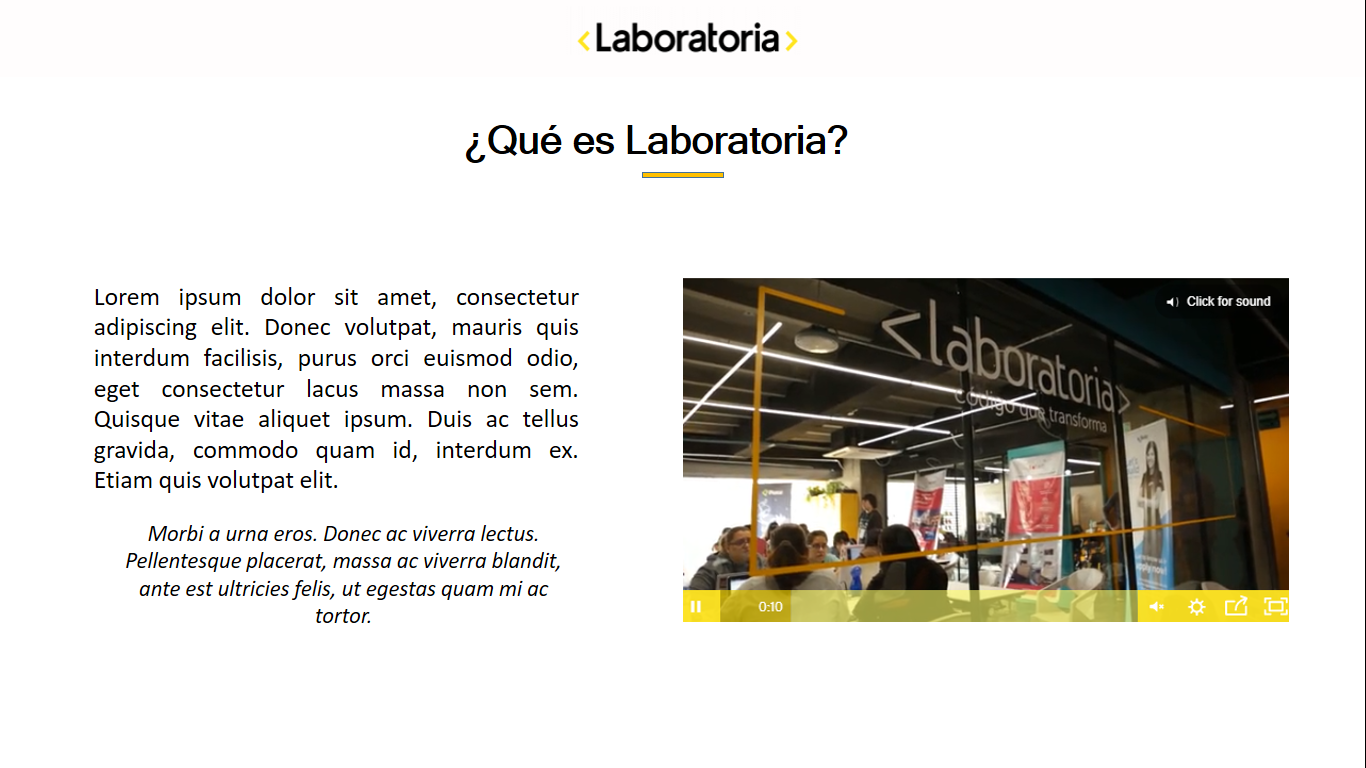 <Laboratoria>
¿Qué es Laboratoria?
Lorem ipsum dolor sit amet, consectetur
adipiscing elit. Donec volutpat, mauris quis
interdum facilisis, purus orci euismod odio,
eget consectetur lacus massa non sem.
Quisque vitae aliquet ipsum. Duis ac tellus
gravida, commodo quam id, interdum ex.
Etiam quis volutpat elit.
Morbi a urna eros. Donec ac viverra lectus.
Pellentesque placerat, massa ac viverra blandit,
ante est ultricies felis, ut egestas quam mi ac
tortor.
Click for sound
<laboratoria>
código que transforma
0:10